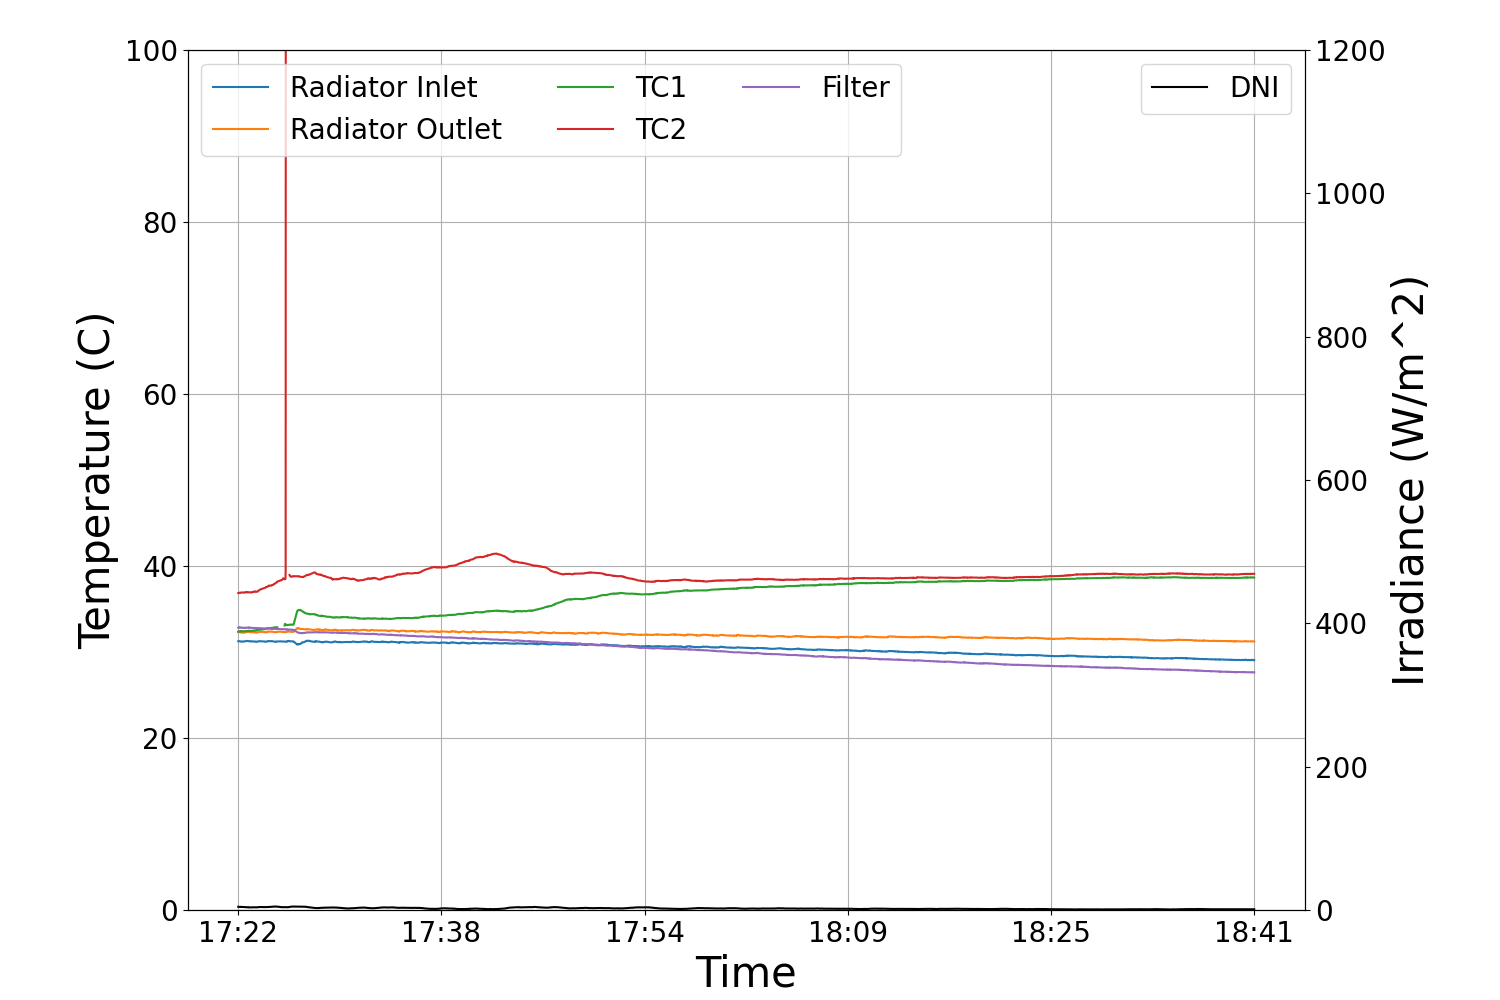 100
80
60
40
20
0
Temperature (C)
Radiator Inlet
Radiator Outlet
TC1
TC2
Filter
DNI
1200
1000
800
600
400
200
0
Irradiance (W/m^2)
17:22 17:38 17:54 18:09 18:25 18:41
Time